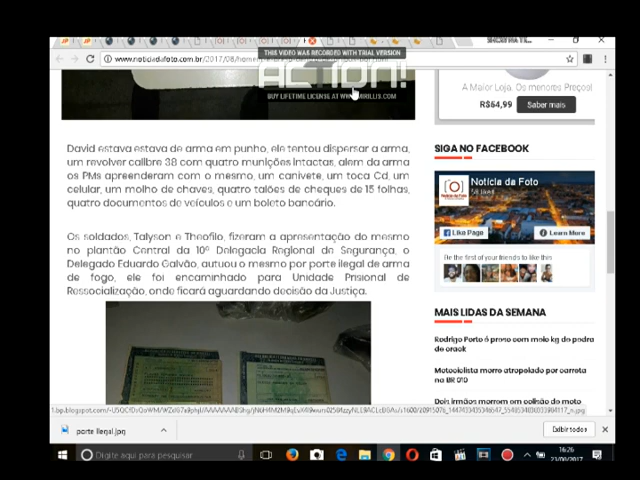 THIS VIDEO WAS RECORDED WITH TRIAL VERSION
ACTION!
BUY LIFETIME LICENSE AT WWW.MIRILLIS.COM
A Maior Loja. Os menores Preços!
R$54,99 Saber mais
David estava estava de arma em punho, ele tentou dispersar a arma,
um revolver calibre 38 com quatro munições intactas, alem da arma
os PMs apreenderam com o mesmo, um canivete, um toca Cd, um
celular, um molho de chaves, quatro talões de cheques de 15 folhas,
quatro documentos de veículos e um boleto bancário.
Os soldados, Talyson e Theofilo, fizeram a apresentação do mesmo
no plantão Central da 10ª Delegacia Regional de Segurança, o
Delegado Eduardo Galvão, autuou o mesmo por porte ilegal de arma
de fogo, ele foi encaminhado para Unidade Prisional de
Ressocialização, onde ficará aguardando decisão da Justiça.
SIGA NO FACEBOOK
Notícia da Foto
Like Page Learn More
Be the first of your friends to like this
MAIS LIDAS DA SEMANA
Rodrigo Porto é preso com meio kg de pedra
de crack
Motociclista morre atropelado por carreta
na BR 010
Dois irmãos morrem em colisão de moto
porte ilegal.jpg
Exibir todos
Digite aqui para pesquisar
16:26
23/08/2017